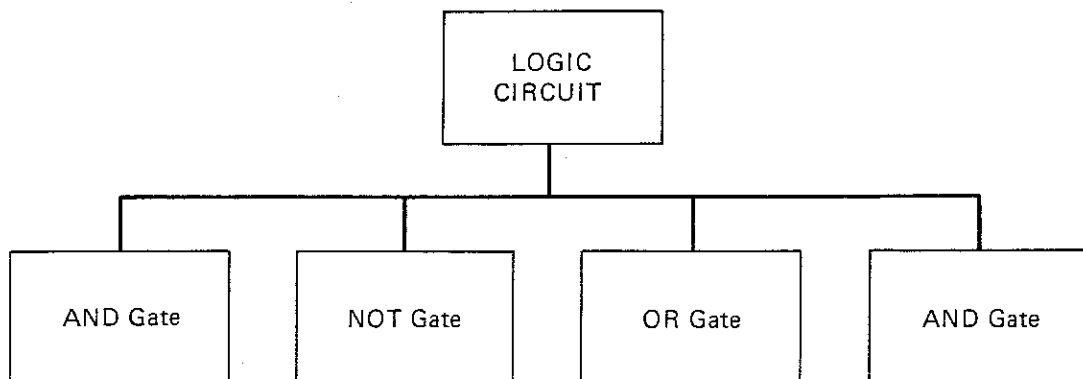 LOGIC
CIRCUIT
AND Gate
NOT Gate
OR Gate
AND Gate